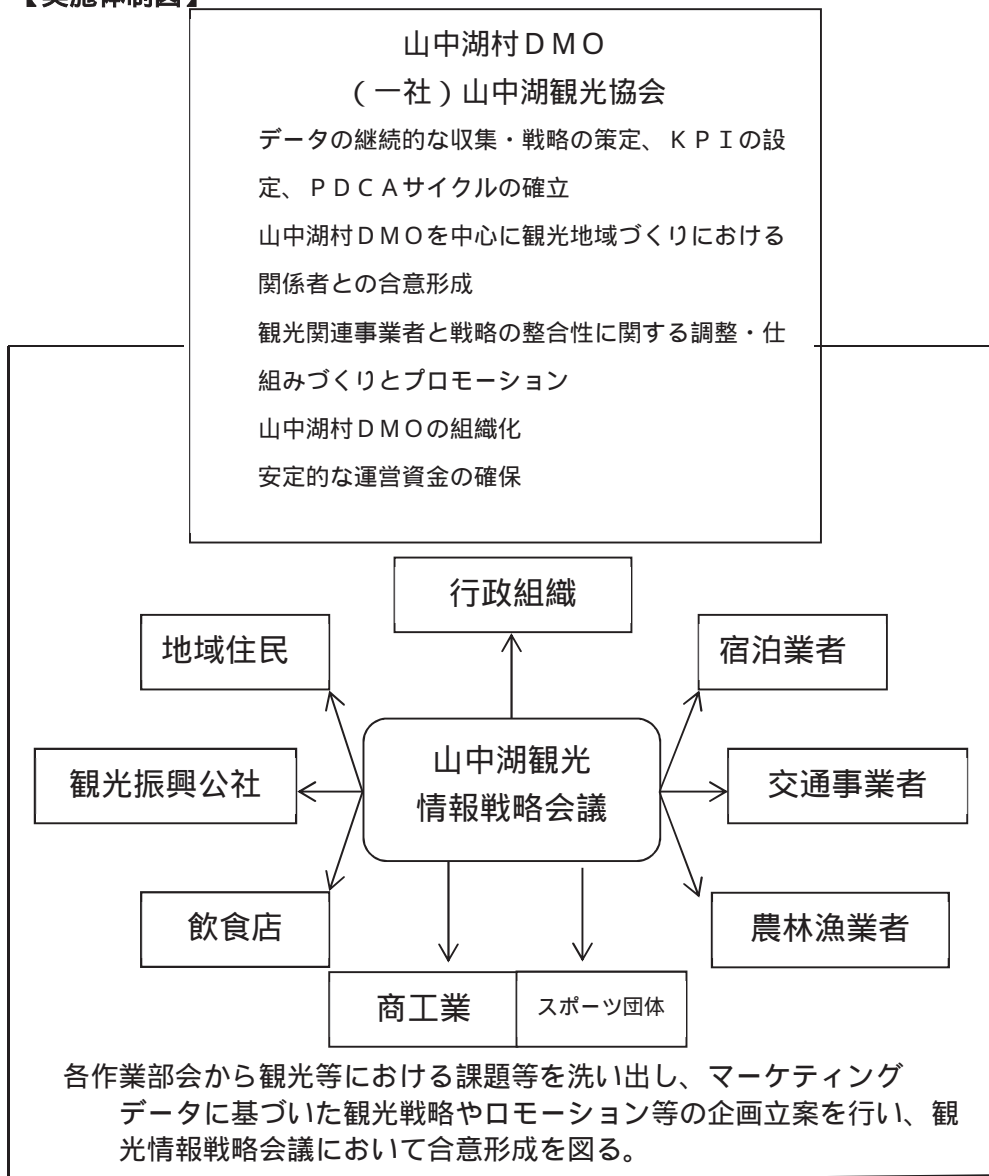 【実施体制図】
山中湖村ＤＭＯ
（一社）山中湖観光協会
データの継続的な収集・戦略の策定、ＫＰＩの設
定、ＰＤＣＡサイクルの確立
山中湖村ＤＭＯを中心に観光地域づくりにおける
関係者との合意形成
観光関連事業者と戦略の整合性に関する調整・仕
組みづくりとプロモーション
山中湖村ＤＭＯの組織化
安定的な運営資金の確保
行政組織
地域住民
宿泊業者
山中湖観光
情報戦略会議
観光振興公社
交通事業者
飲食店
農林漁業者
商工業
スポーツ団体
各作業部会から観光等における課題等を洗い出し、マーケティング
データに基づいた観光戦略やロモーション等の企画立案を行い、観
光情報戦略会議において合意形成を図る。